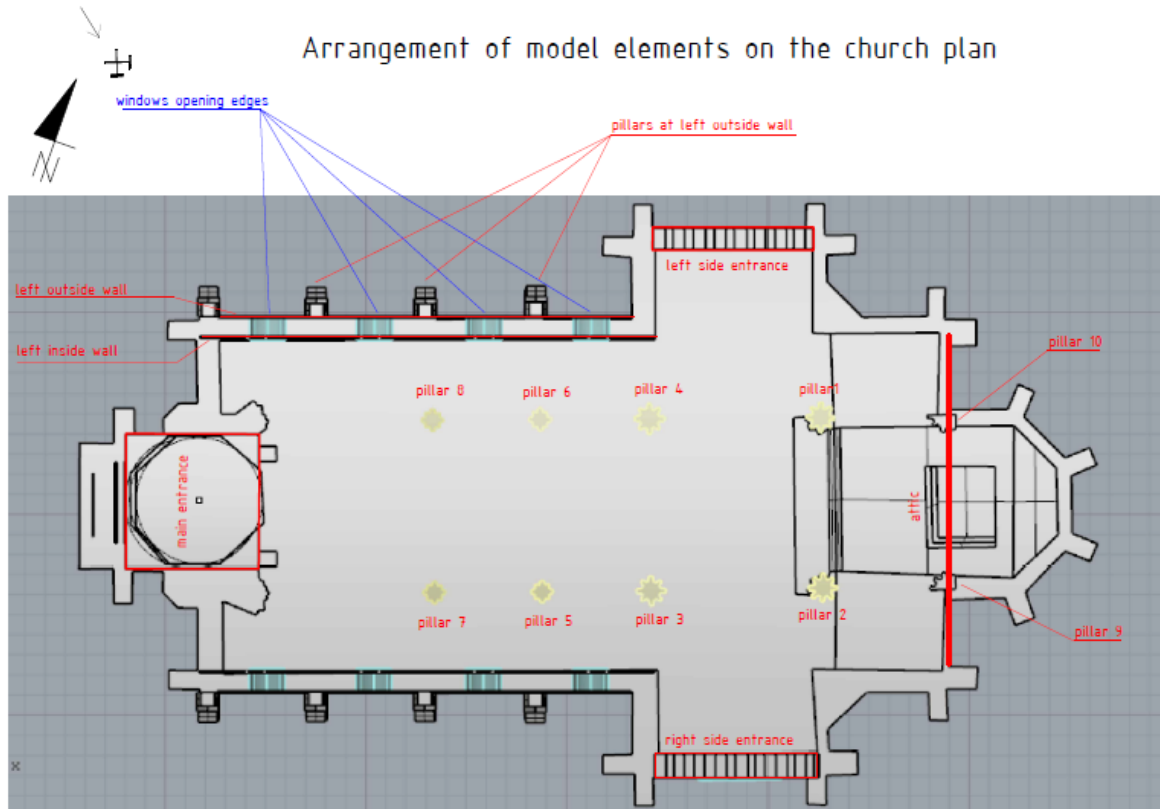 Arrangement of model elements on the church plan
windows opening edges
pillars at left outside wall
N
left side entrance
left outside wall
left inside wall
pillar 10
pillar 8
pillar 6
pillar 4
pillar1
main entrance
attic
pillar 7
pillar 5
pillar 3
pillar 2
pillar 9
right side entrance
x